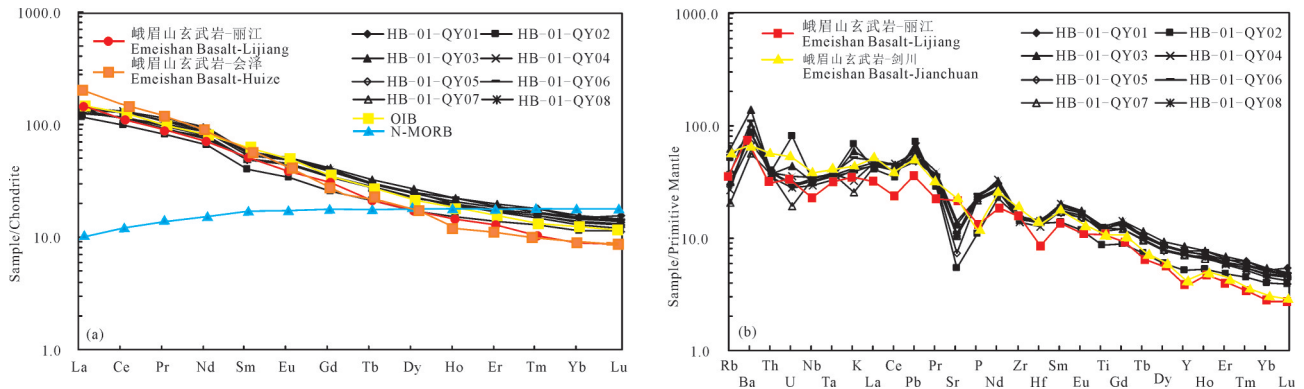 1000.0
100.0
10.0
1.0
Sample/Chondrite
峨眉山玄武岩-丽江
Emeishan Basalt-Lijiang
峨眉山玄武岩-会泽
Emeishan Basalt-Huize
HB-01-QY01 HB-01-QY02
HB-01-QY03 HB-01-QY04
HB-01-QY05 HB-01-QY06
HB-01-QY07 HB-01-QY08
OIB
N-MORB
(a)
La Ce Pr Nd Sm Eu Gd Tb Dy Ho Er Tm Yb Lu
1000.0
100.0
10.0
1.0
Sample/Primitive Mantle
峨眉山玄武岩-丽江
Emeishan Basalt-Lijiang
峨眉山玄武岩-剑川
Emeishan Basalt-Jianchuan
HB-01-QY01 HB-01-QY02
HB-01-QY03 HB-01-QY04
HB-01-QY05 HB-01-QY06
HB-01-QY07 HB-01-QY08
(b)
Rb Th Nb K Ce Pr P Zr Sm Ti Tb Y Er Yb
Ba U Ta La Pb Sr Nd Hf Eu Gd Dy Ho Tm Lu